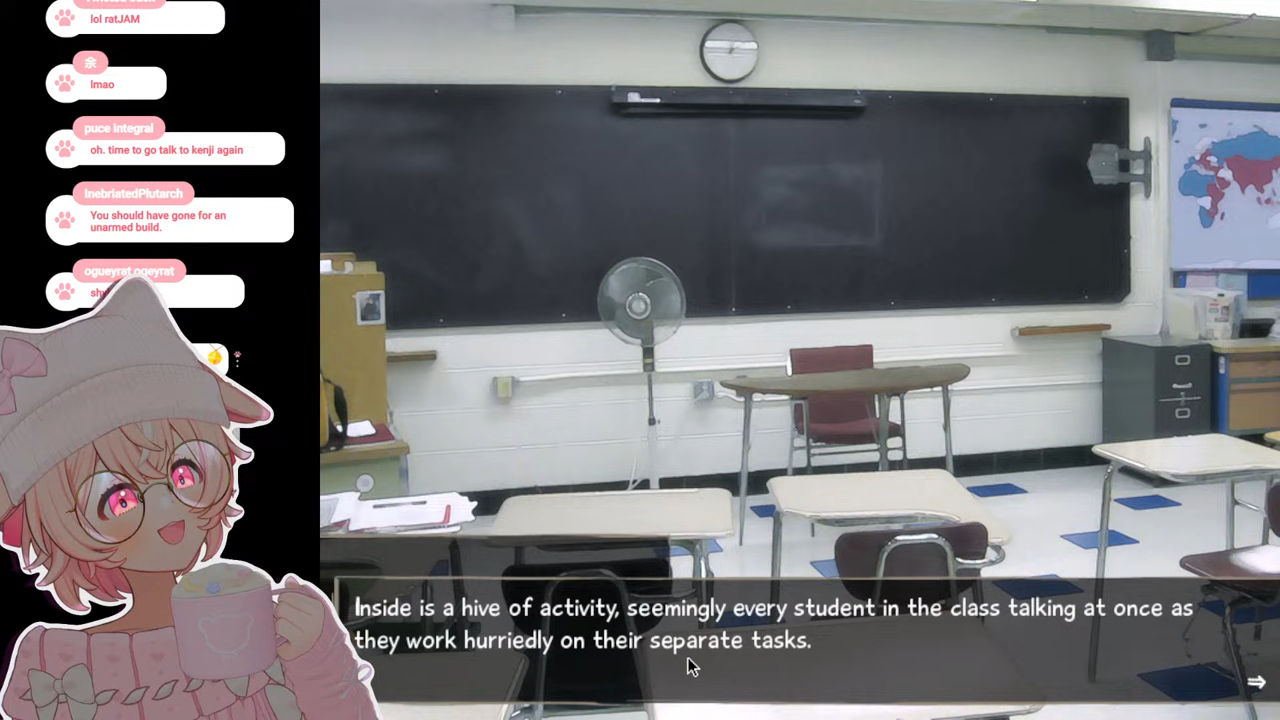 lol ratJAM
余
lmao
puce integral
oh. time to go talk to kenji again
InebriatedPlutarch
You should have gone for an
unarmed build.
ogueyrat ogeyrat
Inside is a hive of activity, seemingly every student in the class talking at once as
they work hurriedly on their separate tasks.